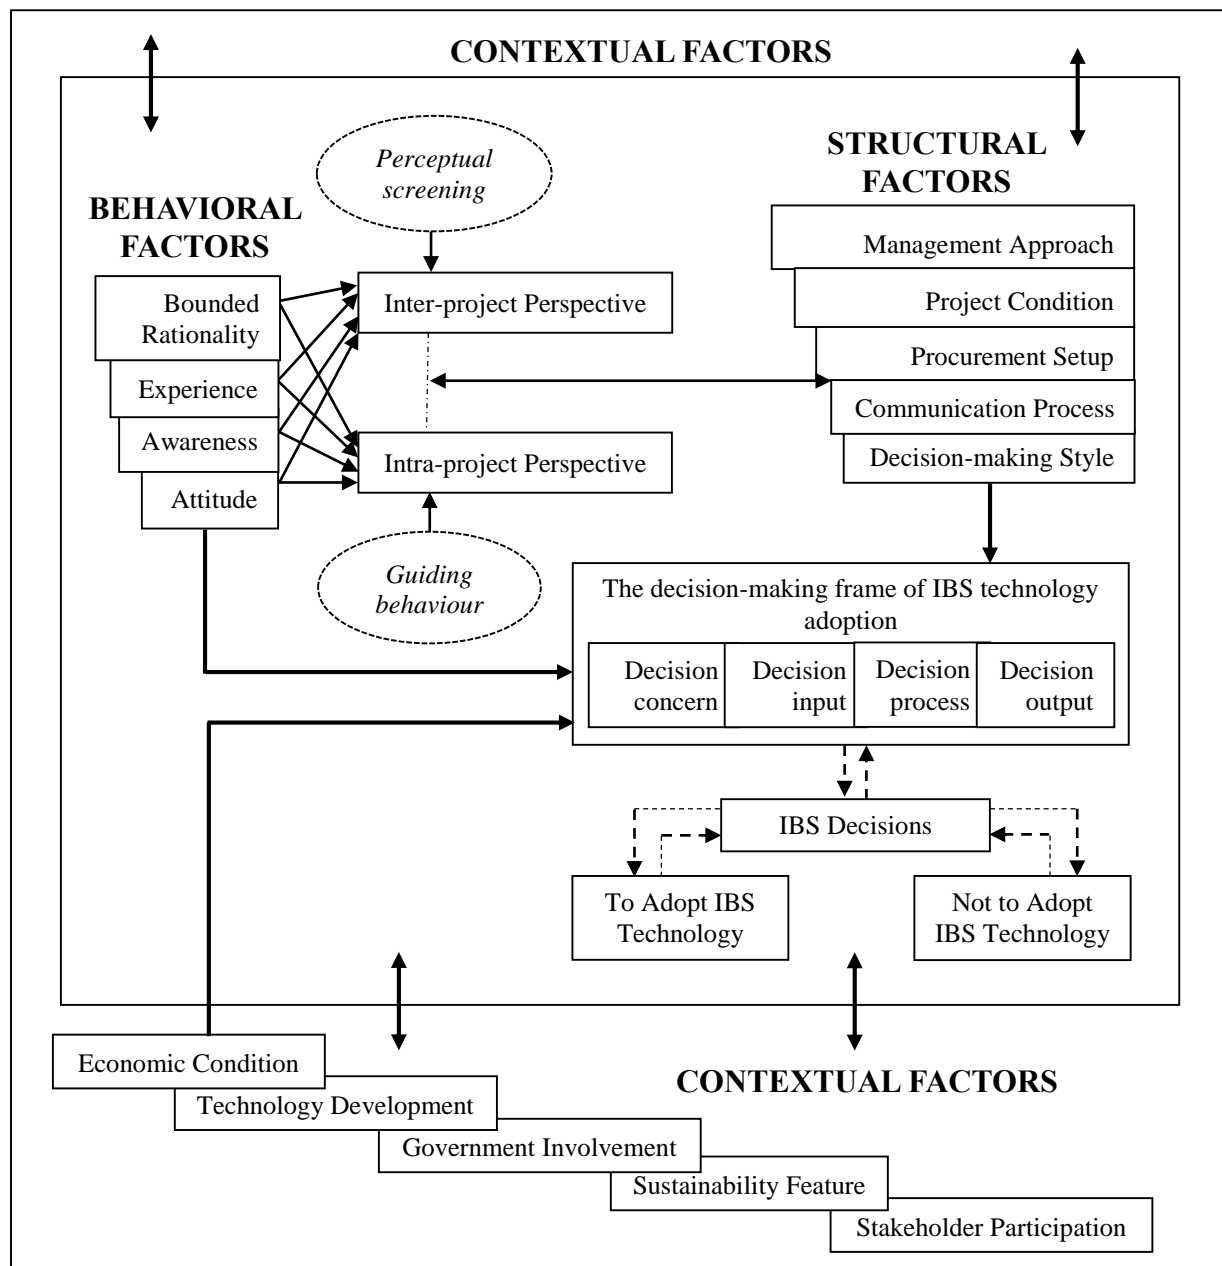 CONTEXTUAL FACTORS
Perceptual
screening
STRUCTURAL
FACTORS
BEHAVIORAL
FACTORS
Bounded
Rationality
Experience
Awareness
Attitude
Inter-project Perspective
Intra-project Perspective
Guiding
behaviour
Management Approach
Project Condition
Procurement Setup
Communication Process
Decision-making Style
The decision-making frame of IBS technology
adoption
Decision
concern
Decision
input
Decision
process
Decision
output
IBS Decisions
To Adopt IBS
Technology
Not to Adopt
IBS Technology
Economic Condition
Technology Development
Government Involvement
Sustainability Feature
Stakeholder Participation
CONTEXTUAL FACTORS